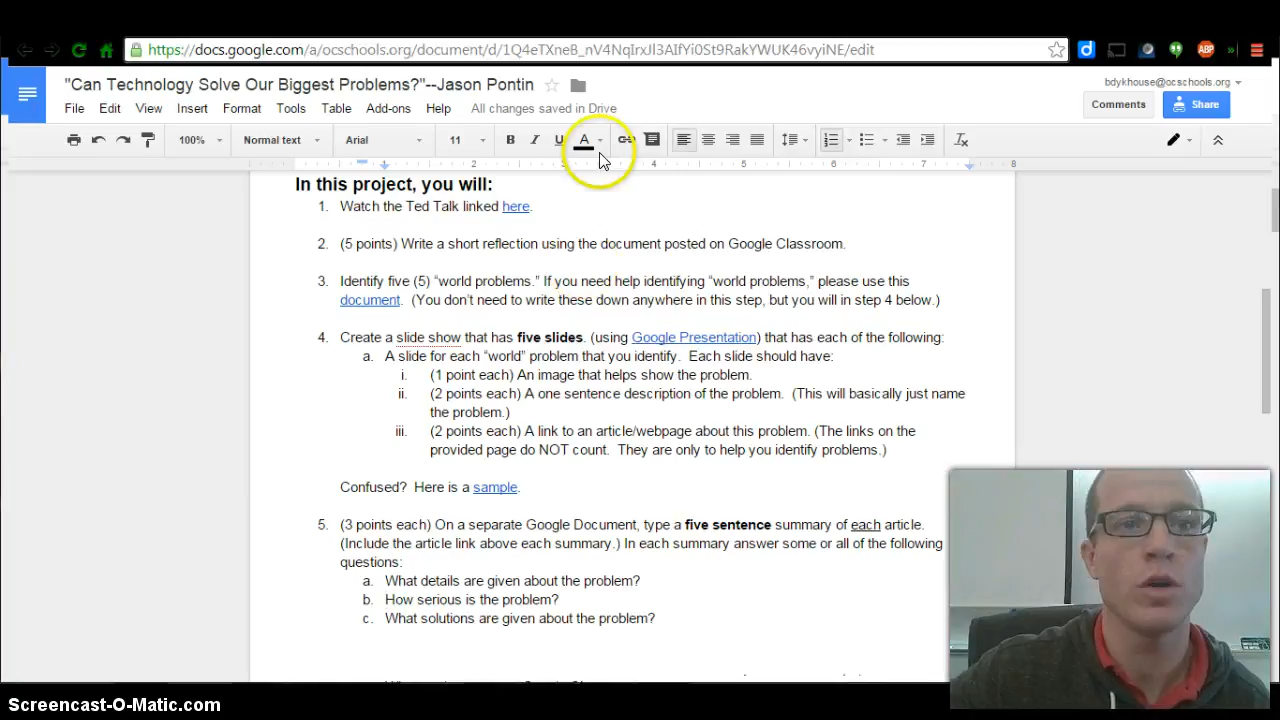 https://docs.google.com/a/ocschools.org/document/d/1Q4eTXneB_nV4NqIrxJl3AIfYi0St9RakYWUK46vyiNE/edit
ABP
"Can Technology Solve Our Biggest Problems?"--Jason Pontin
bdykhouse@ocschools.org
File Edit View Insert Format Tools Table Add-ons Help All changes saved in Drive
Comments Share
100% Normal text Arial 11 B I U A
4 5 6 7 8
In this project, you will:
1. Watch the Ted Talk linked here.
2. (5 points) Write a short reflection using the document posted on Google Classroom.
3. Identify five (5) “world problems.” If you need help identifying “world problems,” please use this
document. (You don’t need to write these down anywhere in this step, but you will in step 4 below.)
4. Create a slide show that has five slides. (using Google Presentation) that has each of the following:
a. A slide for each “world” problem that you identify. Each slide should have:
i. (1 point each) An image that helps show the problem.
ii. (2 points each) A one sentence description of the problem. (This will basically just name
the problem.)
iii. (2 points each) A link to an article/webpage about this problem. (The links on the
provided page do NOT count. They are only to help you identify problems.)
Confused? Here is a sample.
5. (3 points each) On a separate Google Document, type a five sentence summary of each article.
(Include the article link above each summary.) In each summary answer some or all of the following
questions:
a. What details are given about the problem?
b. How serious is the problem?
c. What solutions are given about the problem?
Screencast-O-Matic.com